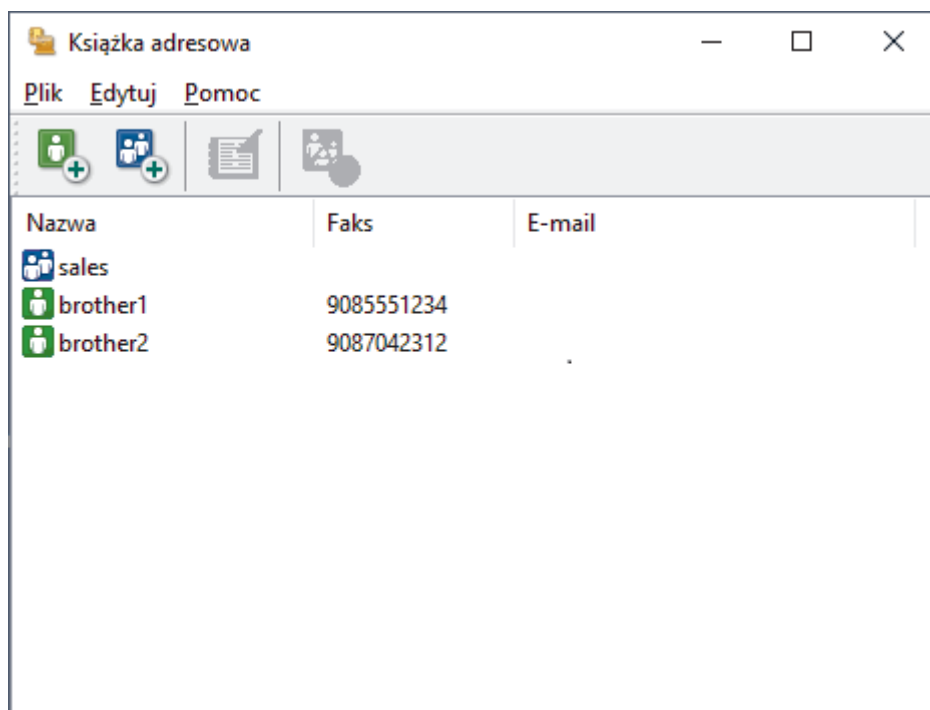 Książka adresowa
Plik Edytuj Pomoc
Nazwa Faks E-mail
sales
brother1 9085551234
brother2 9087042312